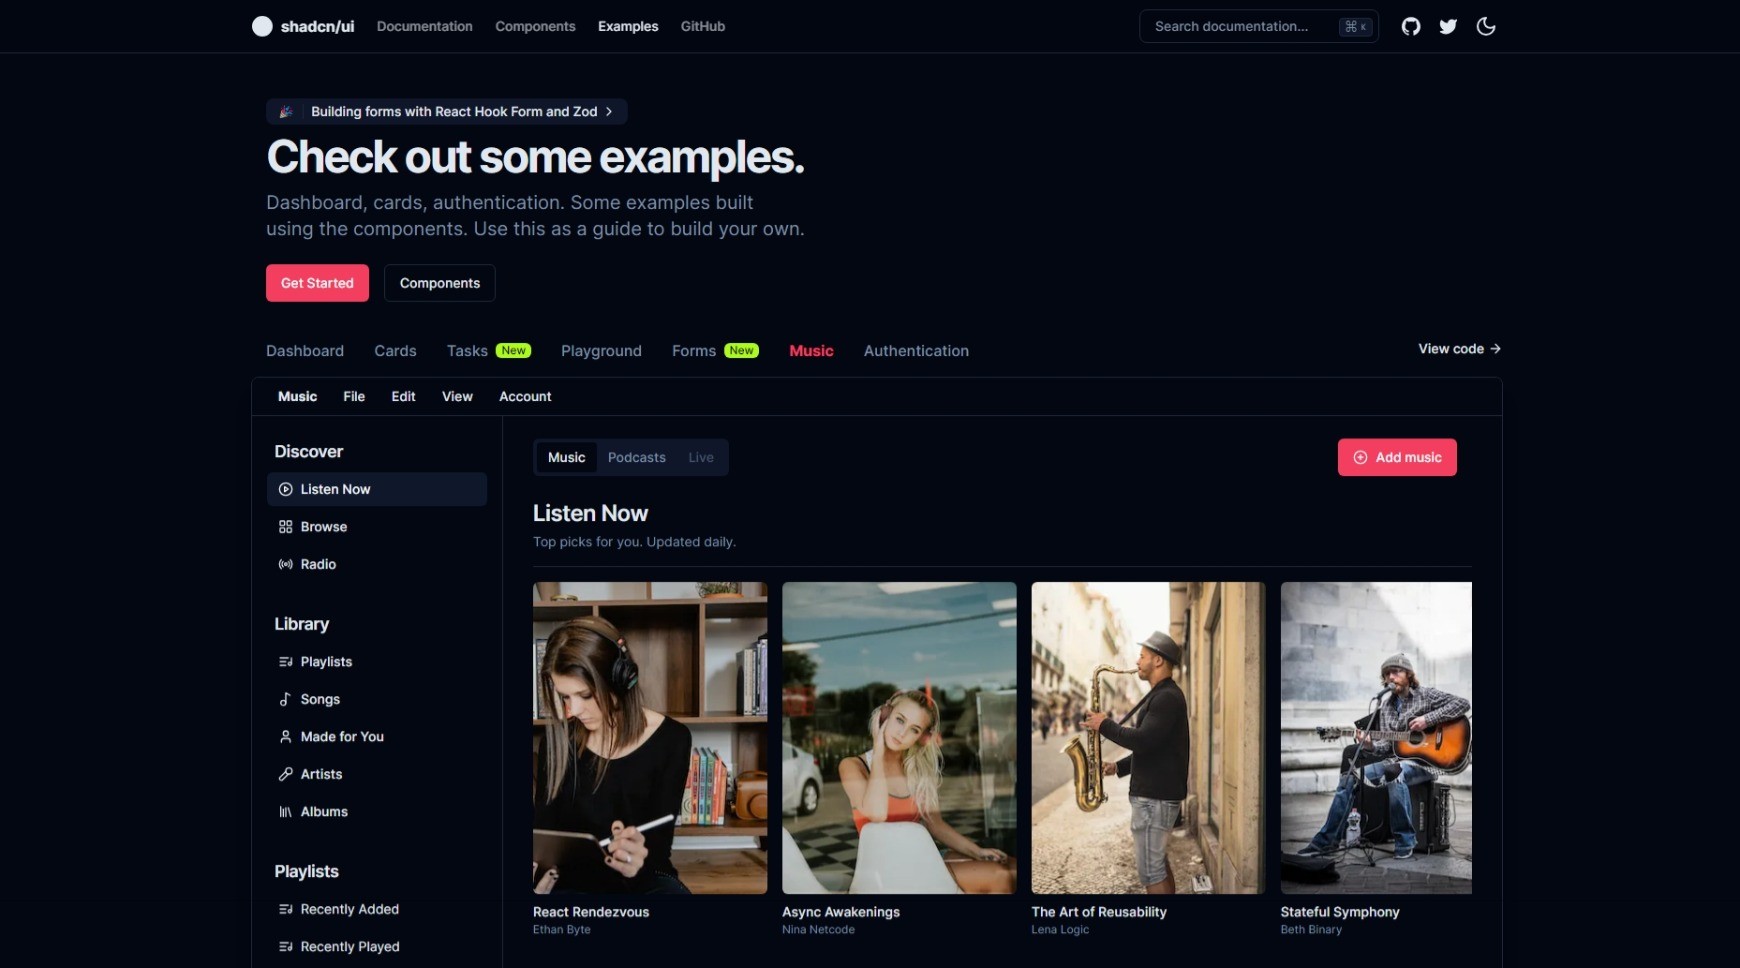 shadcn/ui Documentation Components Examples GitHub
Search documentation... ⌘ K
Building forms with React Hook Form and Zod
Check out some examples.
Dashboard, cards, authentication. Some examples built
using the components. Use this as a guide to build your own.
Get Started Components
Dashboard Cards Tasks New Playground Forms New Music Authentication
View code
Music File Edit View Account
Discover
Listen Now
Browse
Radio
Library
Playlists
Songs
Made for You
Artists
Albums
Playlists
Recently Added
Recently Played
Music Podcasts Live
Add music
Listen Now
Top picks for you. Updated daily.
React Rendezvous
Ethan Byte
Async Awakenings
Nina Netcode
The Art of Reusability
Lena Logic
Stateful Symphony
Beth Binary